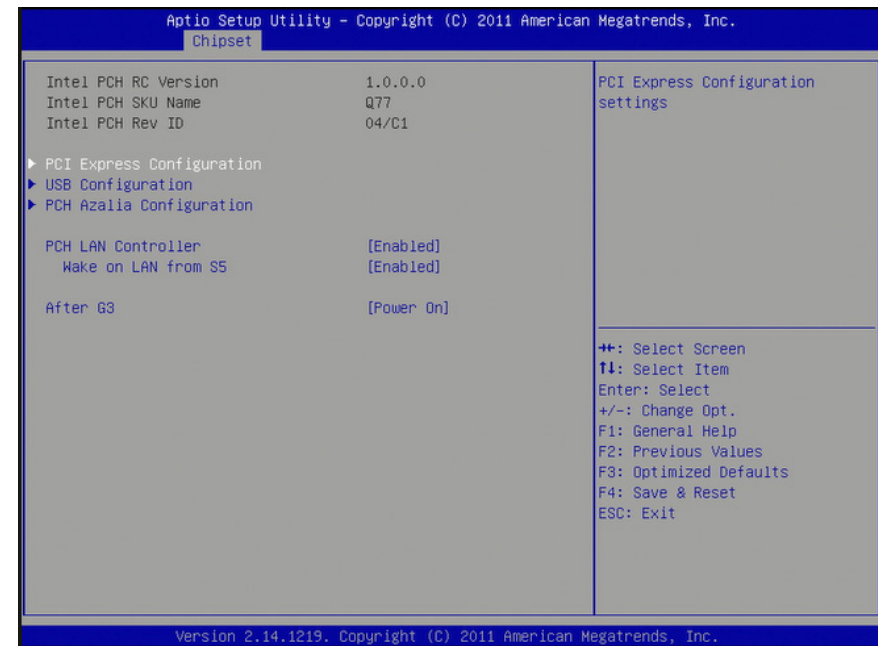 Aptio Setup Utility – Copyright (C) 2011 American Megatrends, Inc.
Chipset
Intel PCH RC Version 1.0.0.0
Intel PCH SKU Name Q77
Intel PCH Rev ID 04/C1
PCI Express Configuration
USB Configuration
PCH Azalia Configuration
PCH LAN Controller [Enabled]
Wake on LAN from S5 [Enabled]
After G3 [Power On]
PCI Express Configuration
settings
→←: Select Screen
↑↓: Select Item
Enter: Select
+/-: Change Opt.
F1: General Help
F2: Previous Values
F3: Optimized Defaults
F4: Save & Reset
ESC: Exit
Version 2.14.1219. Copyright (C) 2011 American Megatrends, Inc.